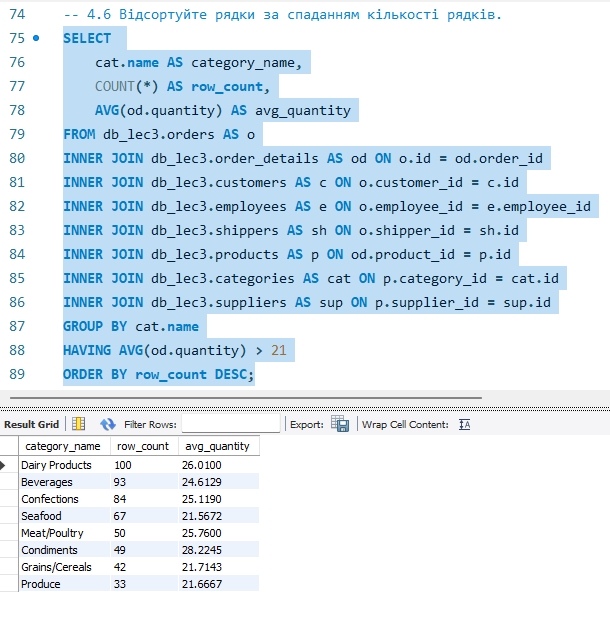 74 -- 4.6 Відсортуйте рядки за спаданням кількості рядків.
75 SELECT
76 cat.name AS category_name,
77 COUNT(*) AS row_count,
78 AVG(od.quantity) AS avg_quantity
79 FROM db_lec3.orders AS o
80 INNER JOIN db_lec3.order_details AS od ON o.id = od.order_id
81 INNER JOIN db_lec3.customers AS c ON o.customer_id = c.id
82 INNER JOIN db_lec3.employees AS e ON o.employee_id = e.employee_id
83 INNER JOIN db_lec3.shippers AS sh ON o.shipper_id = sh.id
84 INNER JOIN db_lec3.products AS p ON od.product_id = p.id
85 INNER JOIN db_lec3.categories AS cat ON p.category_id = cat.id
86 INNER JOIN db_lec3.suppliers AS sup ON p.supplier_id = sup.id
87 GROUP BY cat.name
88 HAVING AVG(od.quantity) > 21
89 ORDER BY row_count DESC;
Result Grid Filter Rows: Export: Wrap Cell Content: IA
category_name row_count avg_quantity
Dairy Products 100 26.0100
Beverages 93 24.6129
Confections 84 25.1190
Seafood 67 21.5672
Meat/Poultry 50 25.7600
Condiments 49 28.2245
Grains/Cereals 42 21.7143
Produce 33 21.6667